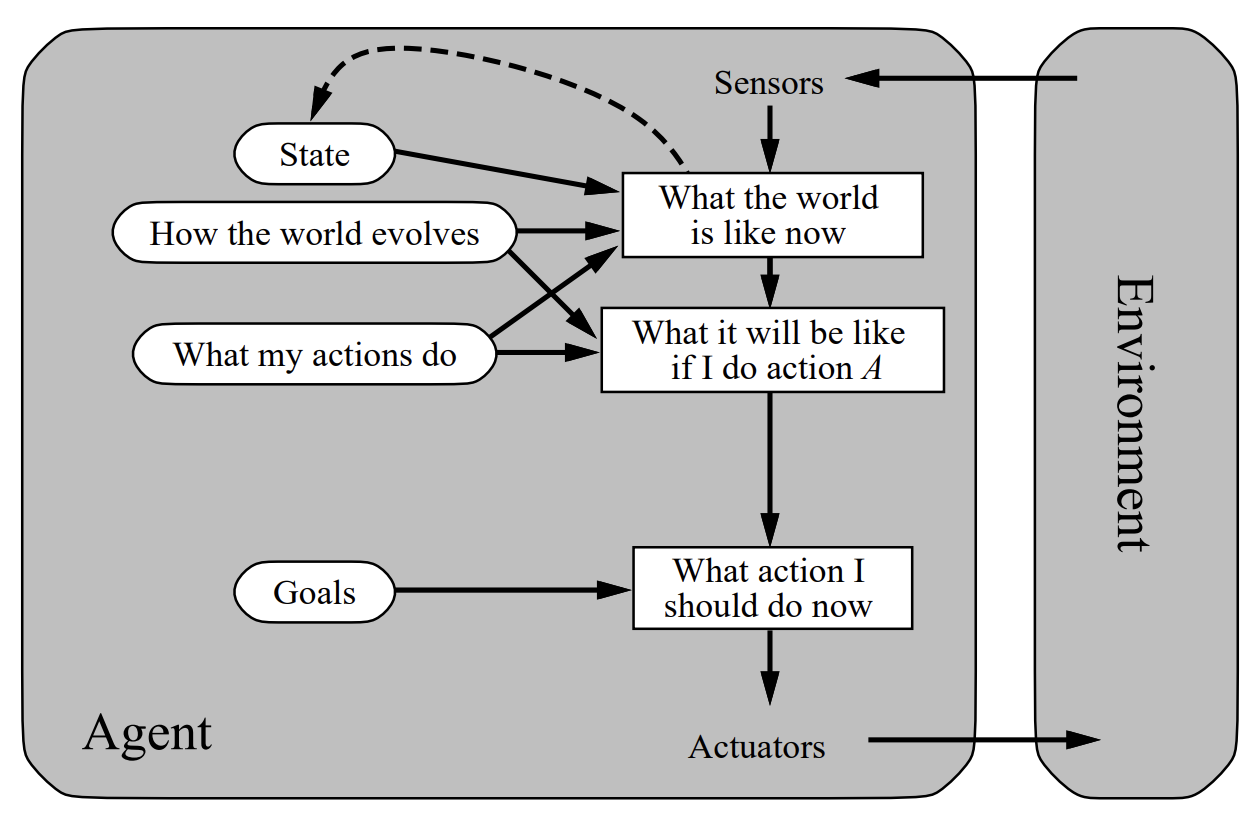 Sensors
State
What the world
is like now
How the world evolves
What it will be like
if I do action A
What my actions do
Goals
What action I
should do now
Agent
Actuators
Environment